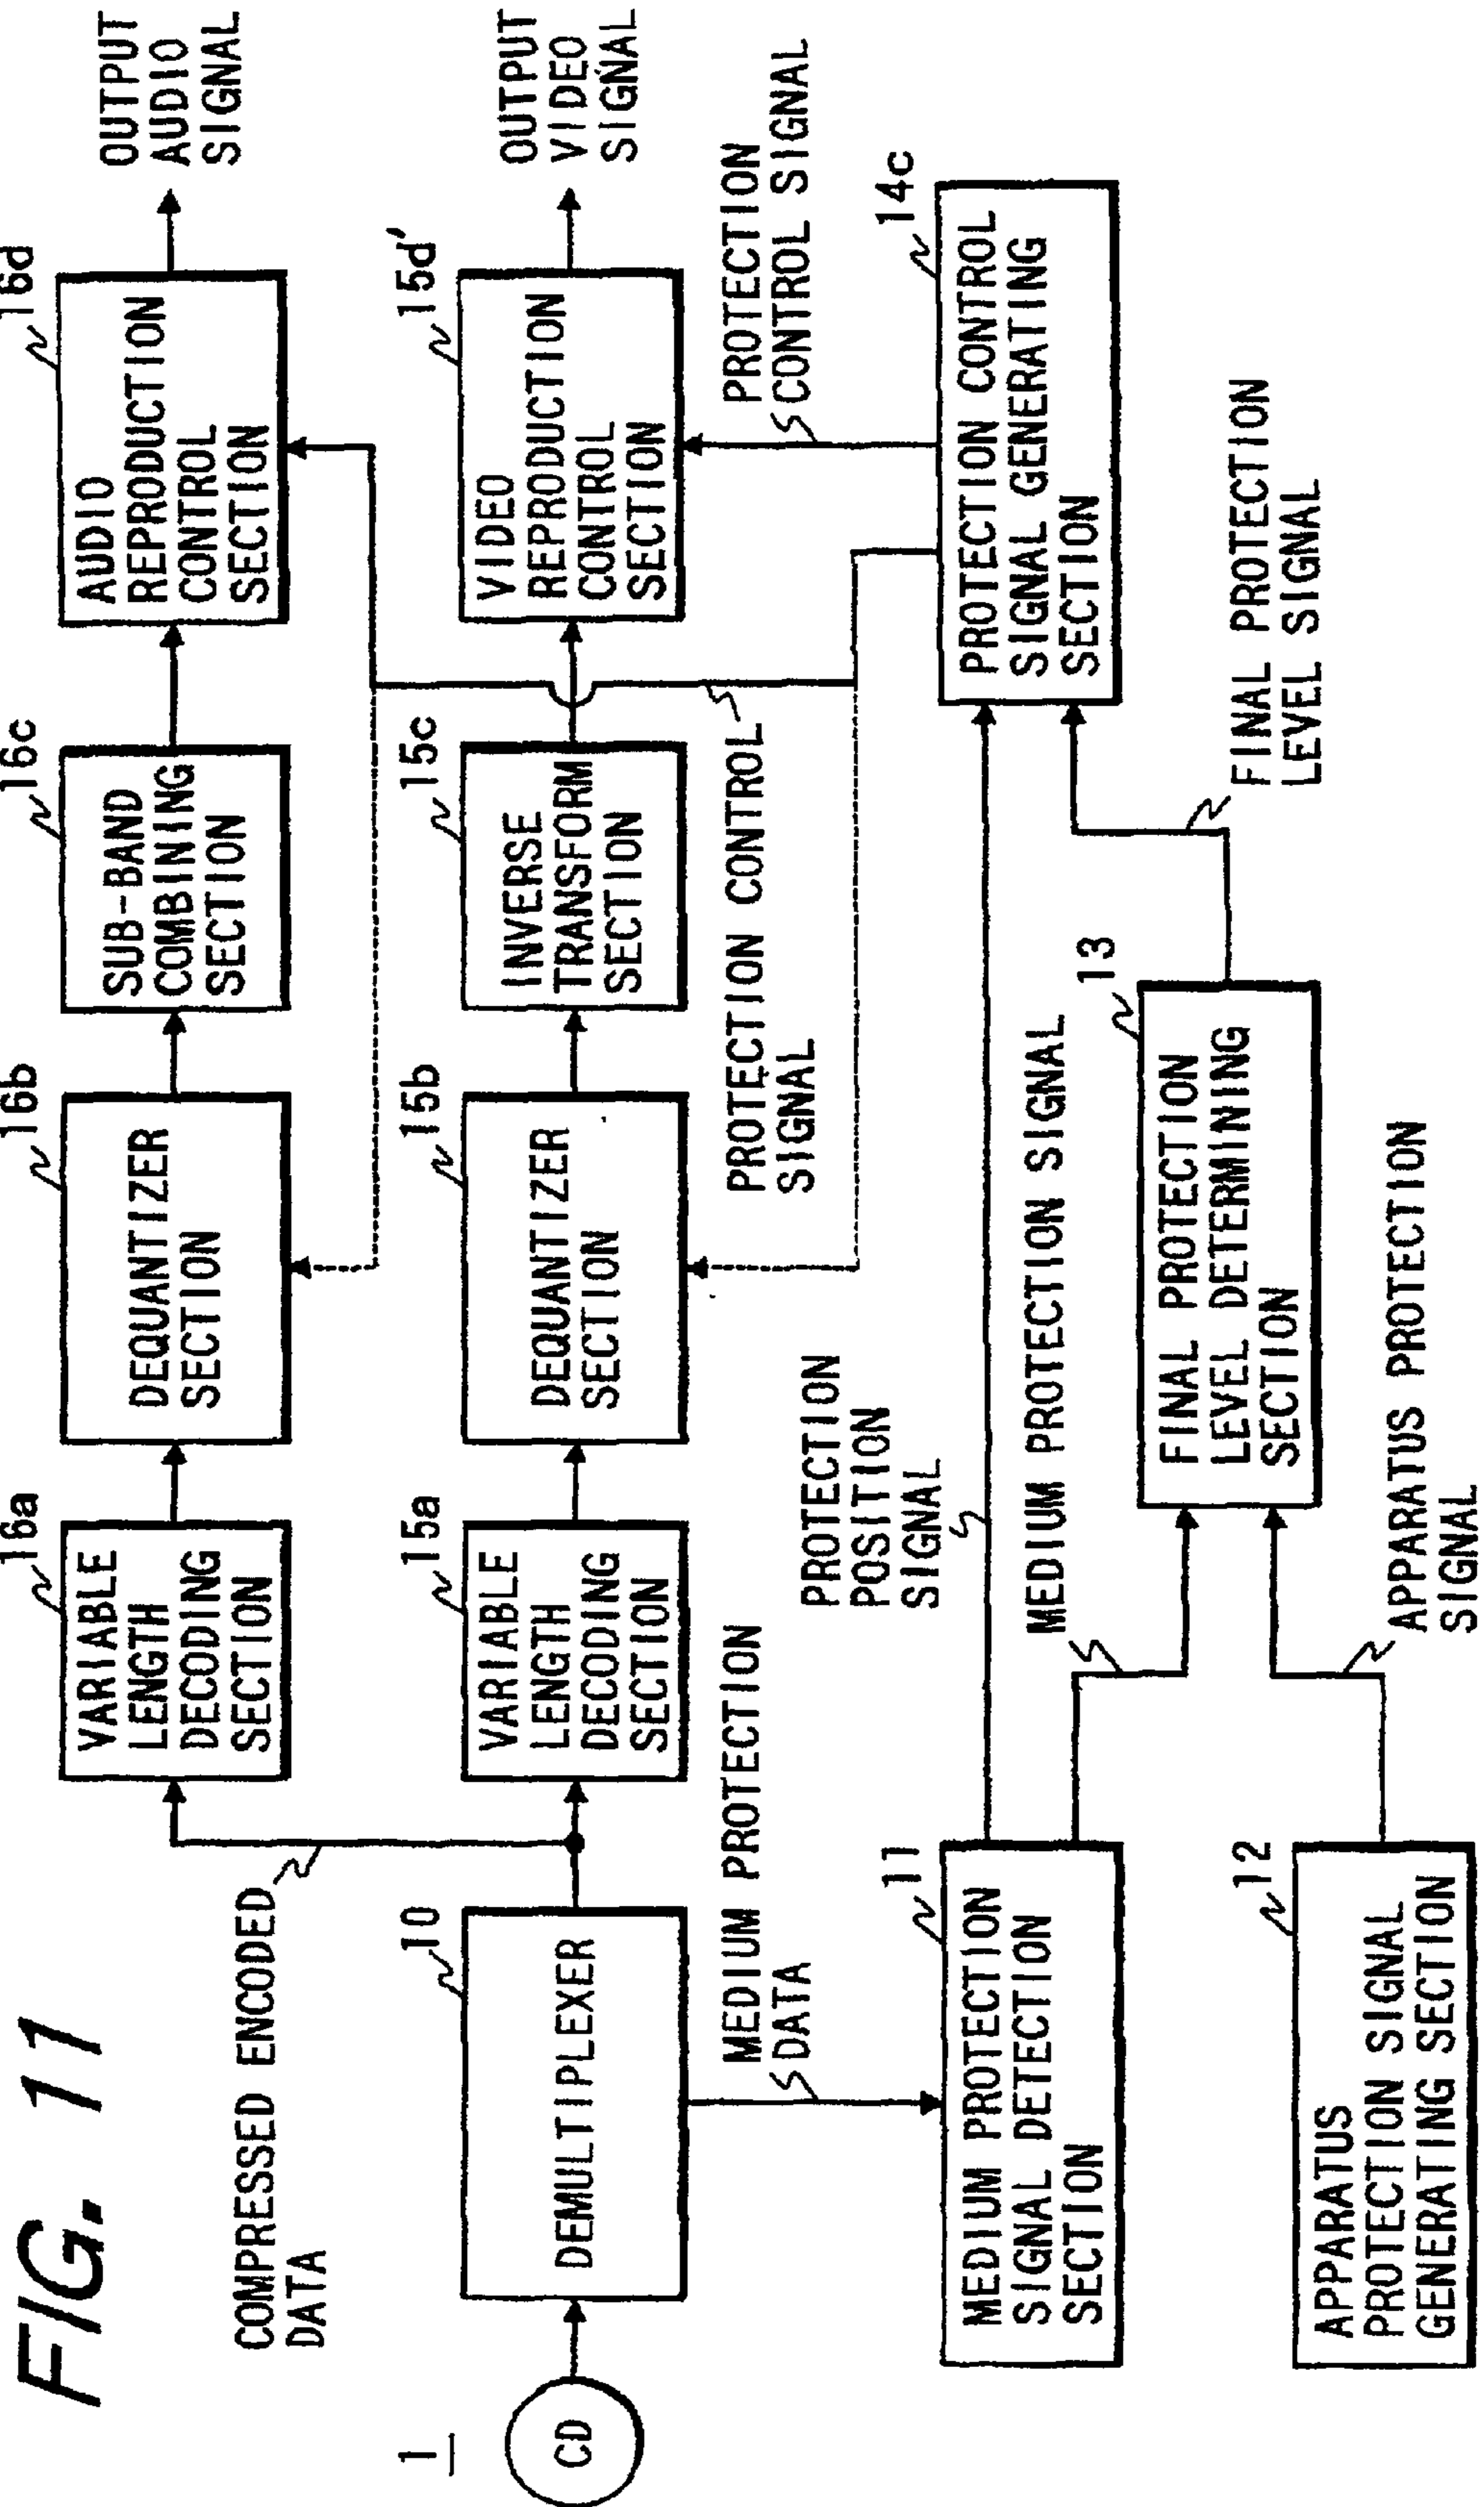 FIG. 11
16a
VARIABLE
LENGTH
DECODING
SECTION
16b
DEQUANTIZER
SECTION
16c
SUB-BAND
COMBINING
SECTION
16d
AUDIO
REPRODUCTION
CONTROL
SECTION
OUTPUT
AUDIO
SIGNAL
COMPRESSED ENCODED
DATA
1
CD
10
DEMULTIPLEXER
15a
VARIABLE
LENGTH
DECODING
SECTION
15b
DEQUANTIZER
SECTION
15c
INVERSE
TRANSFORM
SECTION
15d'
VIDEO
REPRODUCTION
CONTROL
SECTION
OUTPUT
VIDEO
SIGNAL
MEDIUM PROTECTION
DATA
PROTECTION
POSITION
SIGNAL
PROTECTION CONTROL
SIGNAL
PROTECTION
CONTROL SIGNAL
11
MEDIUM PROTECTION
SIGNAL DETECTION
SECTION
MEDIUM PROTECTION SIGNAL
14c
PROTECTION CONTROL
SIGNAL GENERATING
SECTION
13
FINAL PROTECTION
LEVEL DETERMINING
SECTION
FINAL PROTECTION
LEVEL SIGNAL
12
APPARATUS
PROTECTION SIGNAL
GENERATING SECTION
APPARATUS PROTECTION
SIGNAL